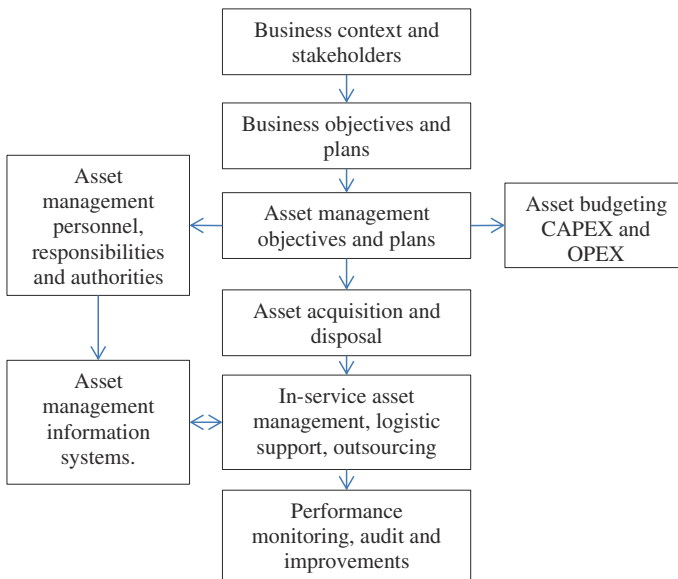 Business context and
stakeholders
Business objectives and
plans
Asset
management
personnel,
responsibilities
and authorities
Asset management
objectives and plans
Asset budgeting
CAPEX and
OPEX
Asset acquisition and
disposal
Asset
management
information
systems.
In-service asset
management, logistic
support, outsourcing
Performance
monitoring, audit and
improvements